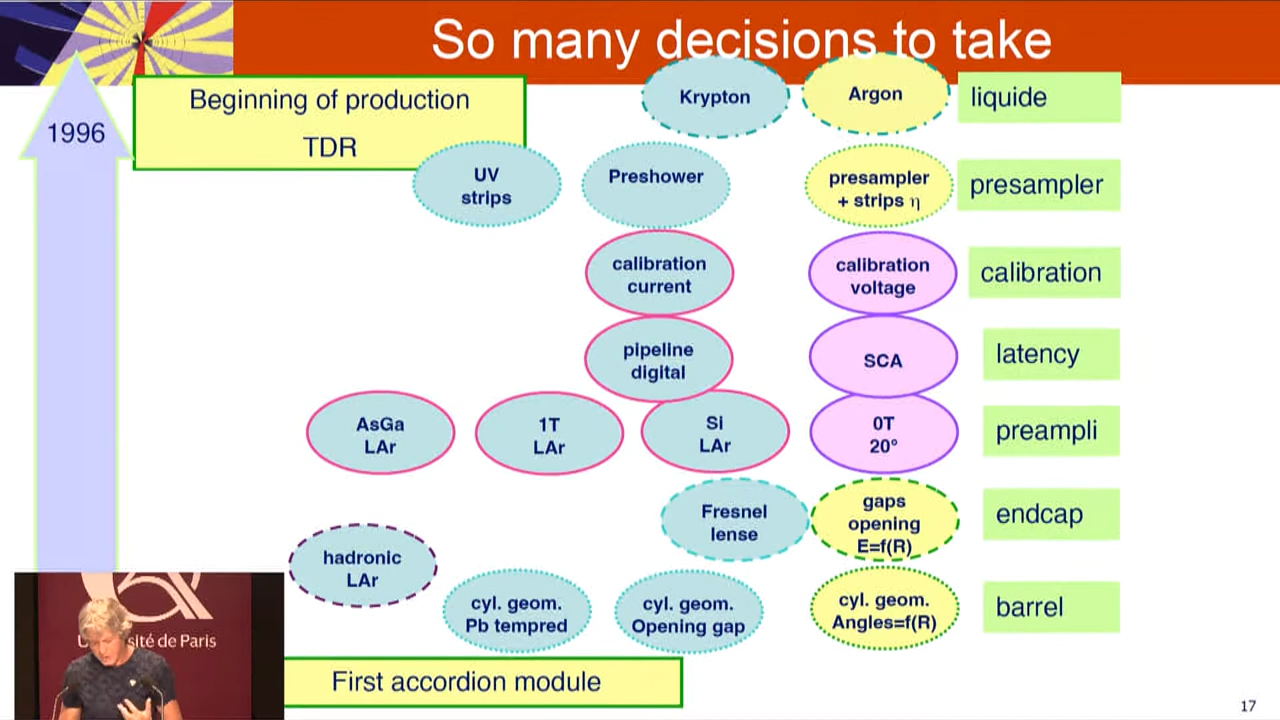 So many decisions to take
1996
Beginning of production
TDR
Krypton
Argon
liquide
UV
strips
Preshower
presampler
+ strips η
presampler
calibration
current
calibration
voltage
calibration
pipeline
digital
SCA
latency
AsGa
LAr
1T
LAr
Si
LAr
0T
20°
preampli
Fresnel
lense
gaps
opening
E=f(R)
endcap
hadronic
LAr
cyl. geom.
Pb tempred
cyl. geom.
Opening gap
cyl. geom.
Angles=f(R)
barrel
sité de Paris
First accordion module
17